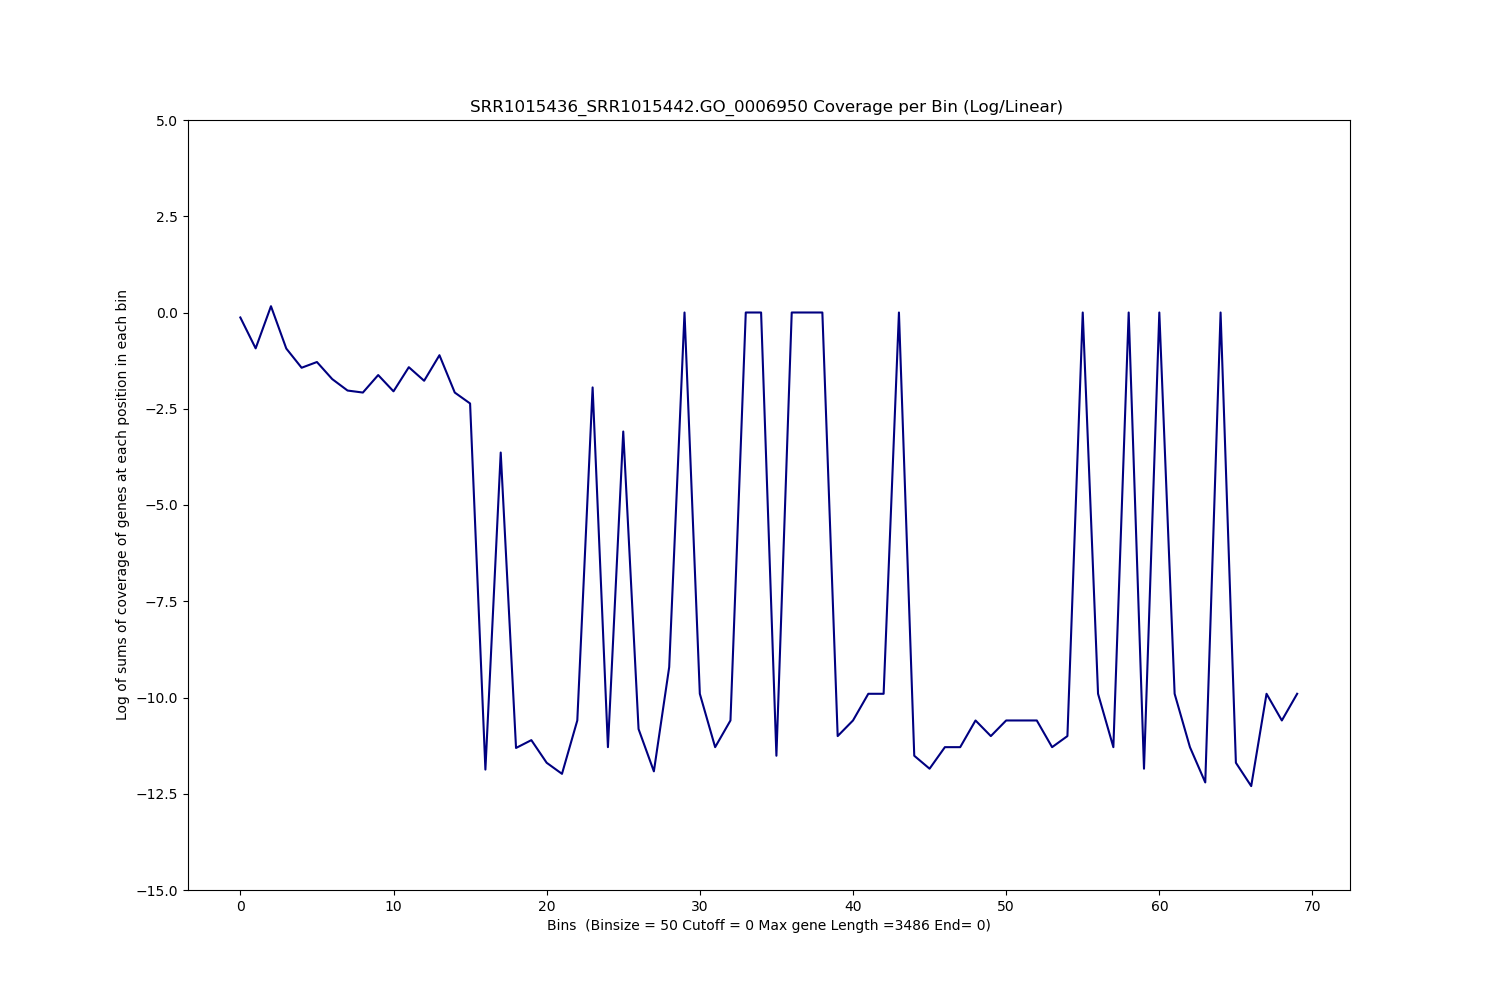 SRR1015436_SRR1015442.GO_0006950 Coverage per Bin (Log/Linear)
Log of sums of coverage of genes at each position in each bin
5.0
2.5
0.0
−2.5
−5.0
−7.5
−10.0
−12.5
−15.0
0 10 20 30 40 50 60 70
Bins  (Binsize = 50 Cutoff = 0 Max gene Length =3486 End= 0)